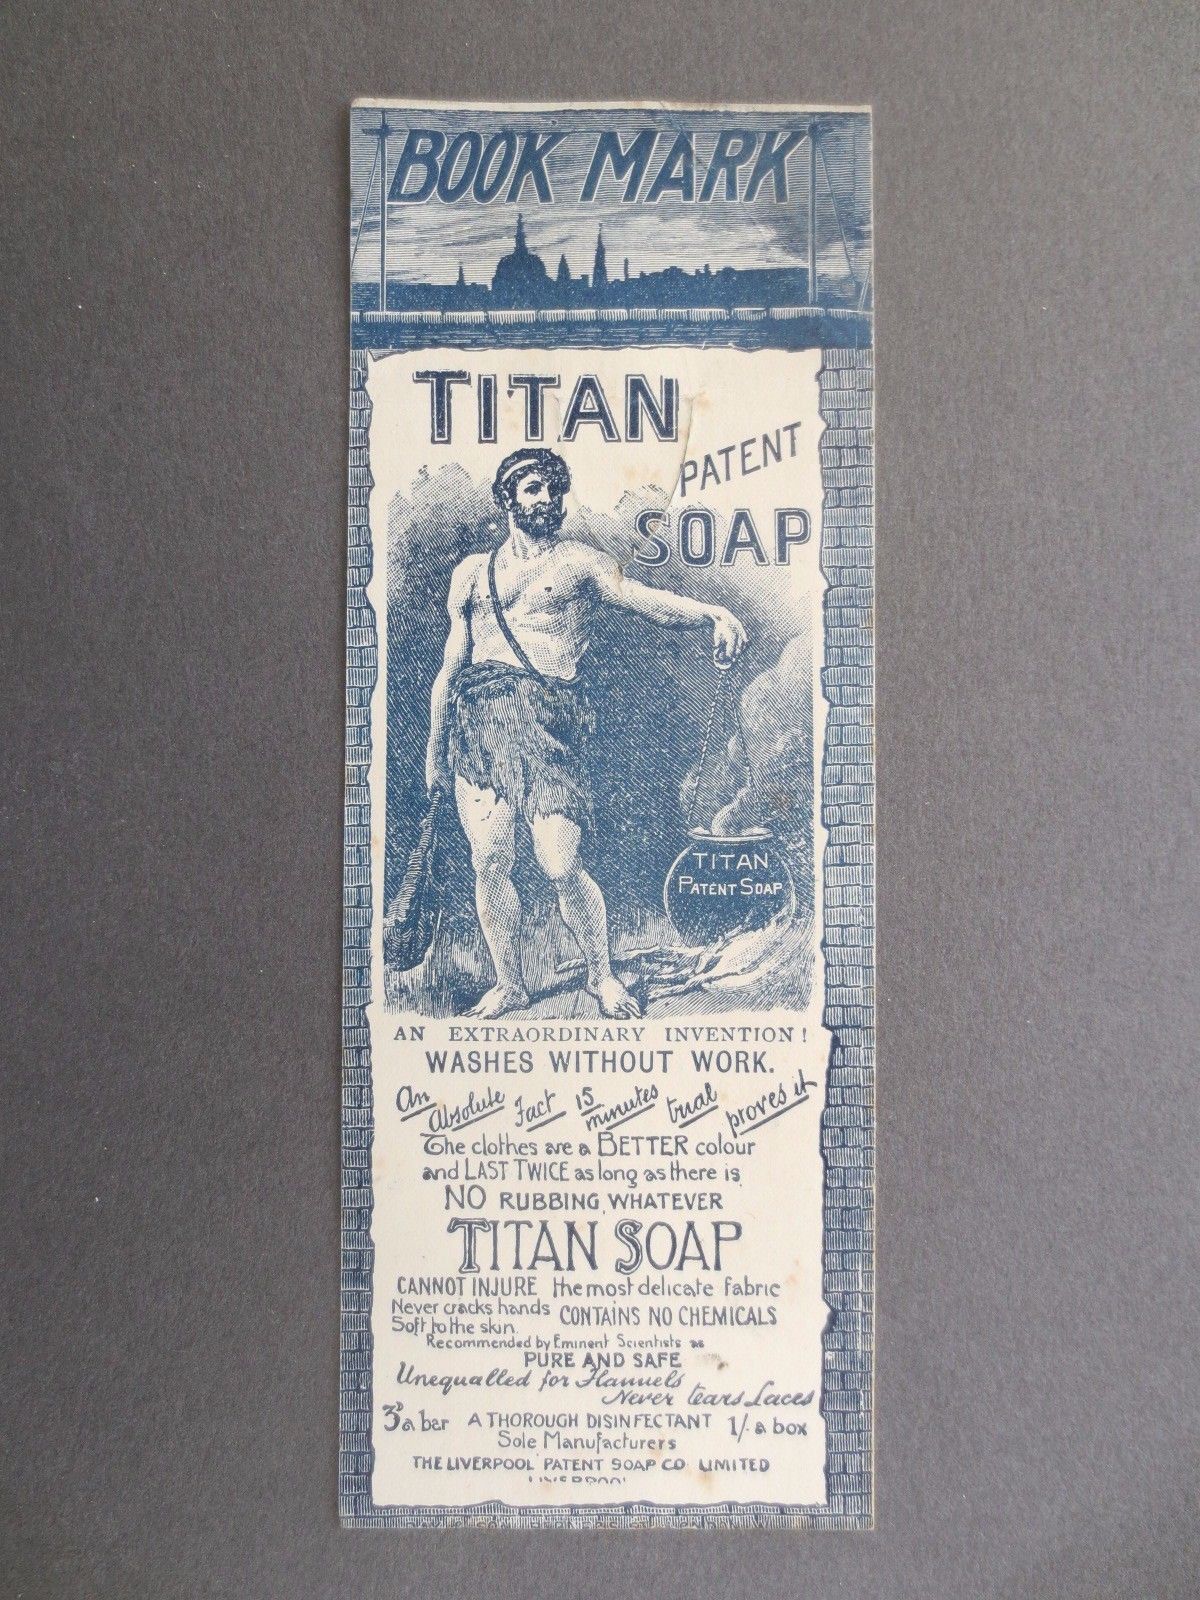 BOOK MARK
TITAN
PATENT
SOAP
TITAN
PATENT SOAP
AN EXTRAORDINARY INVENTION!
WASHES WITHOUT WORK.
An Absolute Fact 15 minutes trial proves it
The clothes are a BETTER colour
and LAST TWICE as long as there is
NO RUBBING WHATEVER
TITAN SOAP
CANNOT INJURE the most delicate fabric
Never cracks hands CONTAINS NO CHEMICALS
Soft to the skin.
Recommended by Eminent Scientists as
PURE AND SAFE
Unequalled for Flannels
Never tears Laces
3d a bar A THOROUGH DISINFECTANT 1/- a box
Sole Manufacturers
THE LIVERPOOL PATENT SOAP CO LIMITED
LIVERPOOL